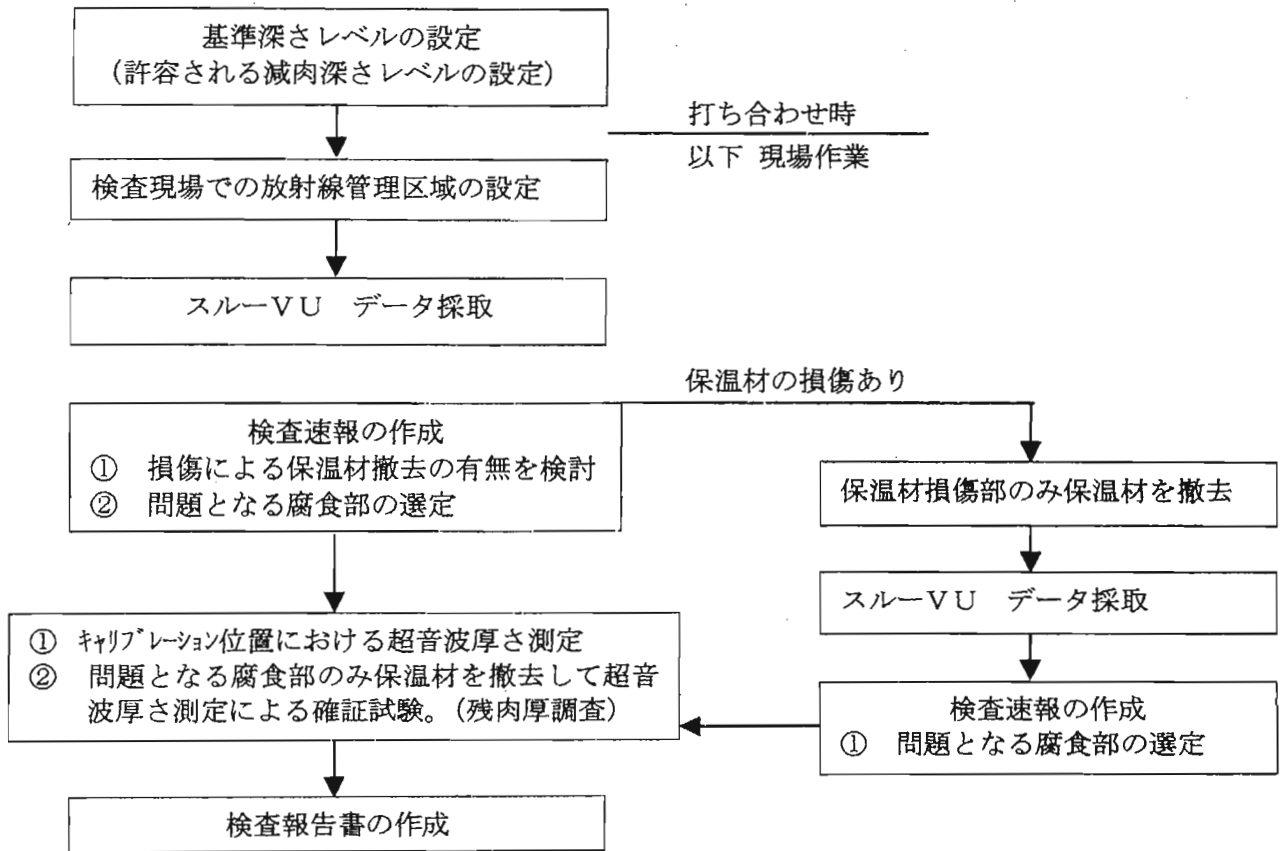 基準深さレベルの設定
(許容される減肉深さレベルの設定)
打ち合わせ時
以下 現場作業
検査現場での放射線管理区域の設定
スルーVU データ採取
保温材の損傷あり
検査速報の作成
① 損傷による保温材撤去の有無を検討
② 問題となる腐食部の選定
保温材損傷部のみ保温材を撤去
スルーVU データ採取
検査速報の作成
① 問題となる腐食部の選定
① キャリブレーション位置における超音波厚さ測定
② 問題となる腐食部のみ保温材を撤去して超音
波厚さ測定による確証試験。(残肉厚調査)
検査報告書の作成